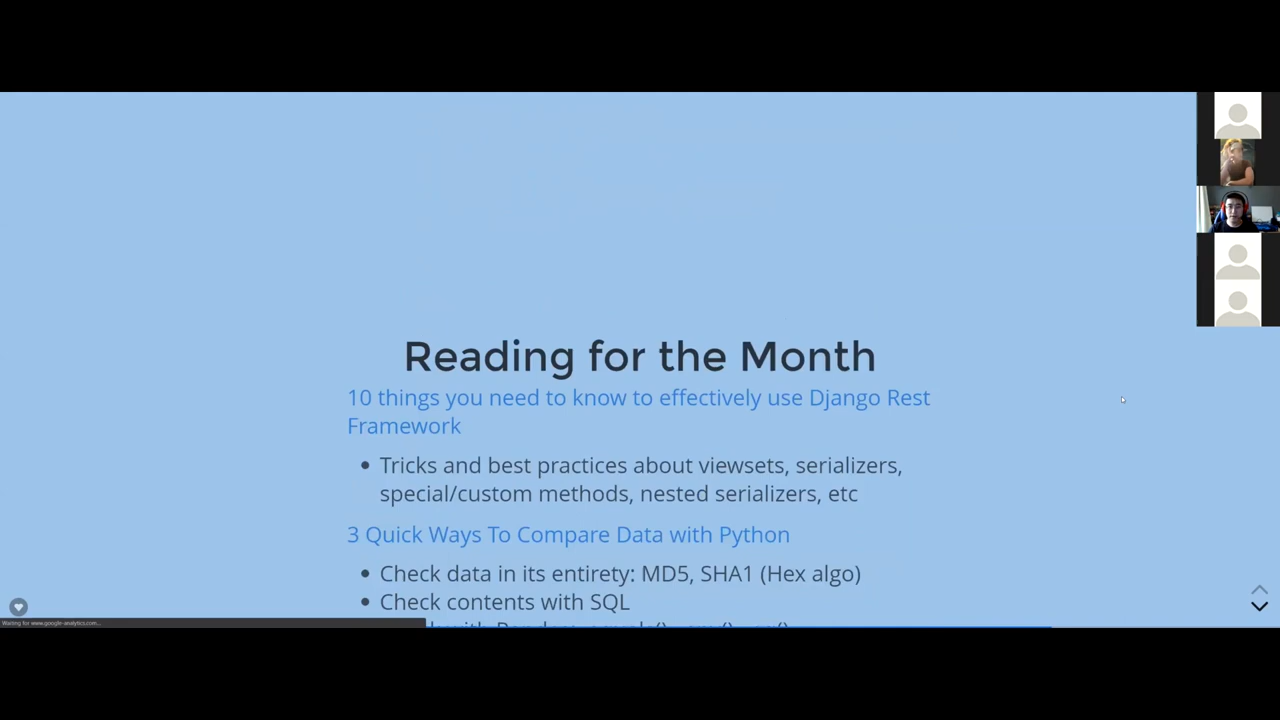 Reading for the Month
10 things you need to know to effectively use Django Rest
Framework
Tricks and best practices about viewsets, serializers,
special/custom methods, nested serializers, etc
3 Quick Ways To Compare Data with Python
Check data in its entirety: MD5, SHA1 (Hex algo)
Check contents with SQL
Waiting for www.google-analytics.com...